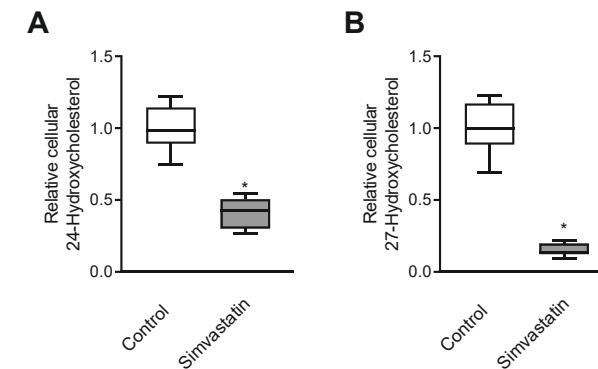 A
Relative cellular
24-Hydroxycholesterol
1.5
1.0
0.5
0.0
*
Control
Simvastatin
B
Relative cellular
27-Hydroxycholesterol
1.5
1.0
0.5
0.0
*
Control
Simvastatin